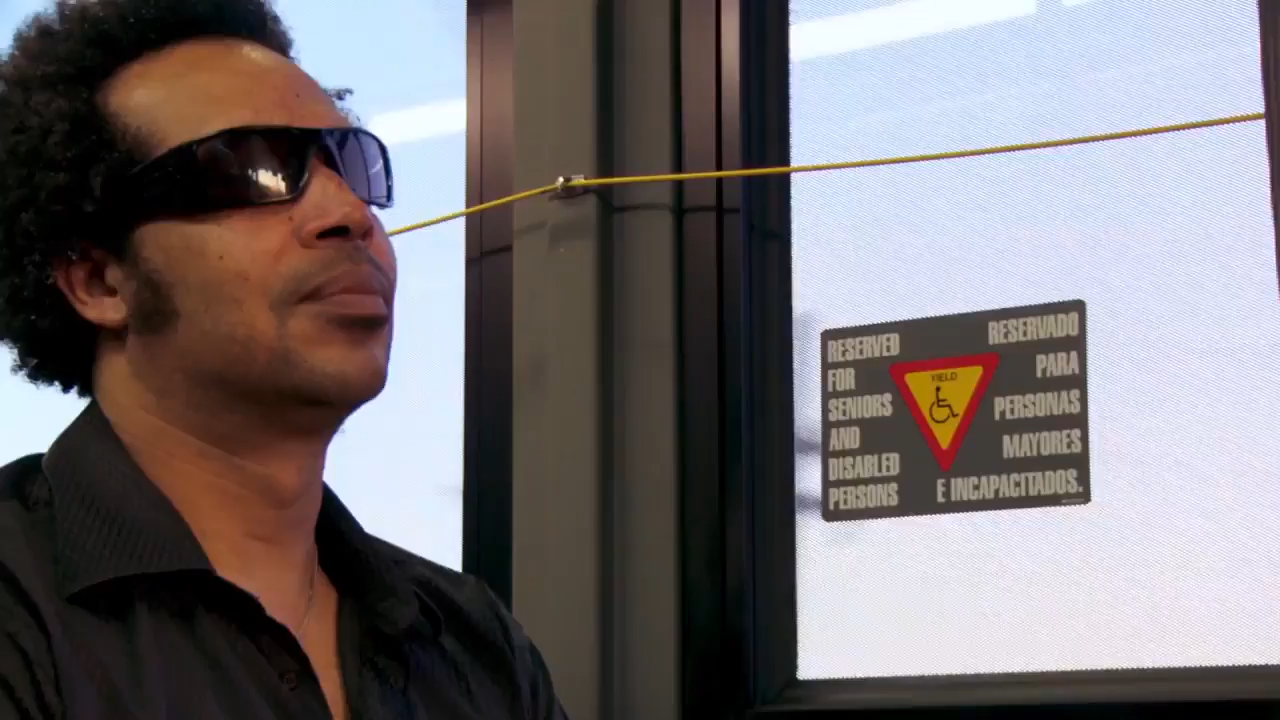 RESERVED
FOR
SENIORS
AND
DISABLED
PERSONS
YIELD
RESERVADO
PARA
PERSONAS
MAYORES
E INCAPACITADOS.